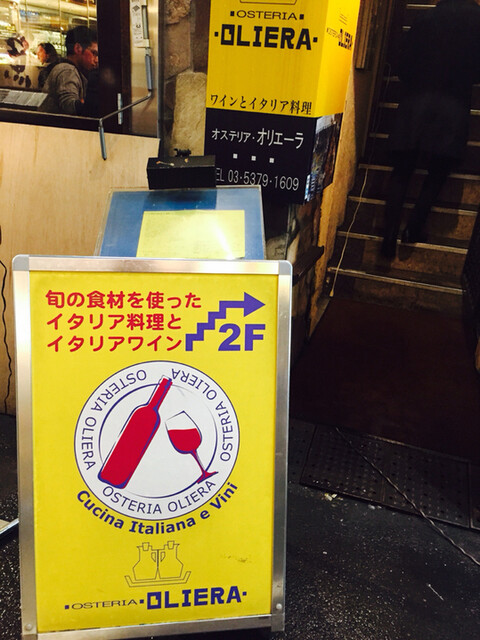 OSTERIA
OLIERA
ワインとイタリア料理
オステリア・オリエーラ
TEL 03-5379-1609
旬の食材を使った
イタリア料理と
イタリアワイン
2F
OSTERIA OLIERA
OSTERIA OLIERA
OSTERIA OLIERA
Cucina Italiana e Vini
OSTERIA OLIERA